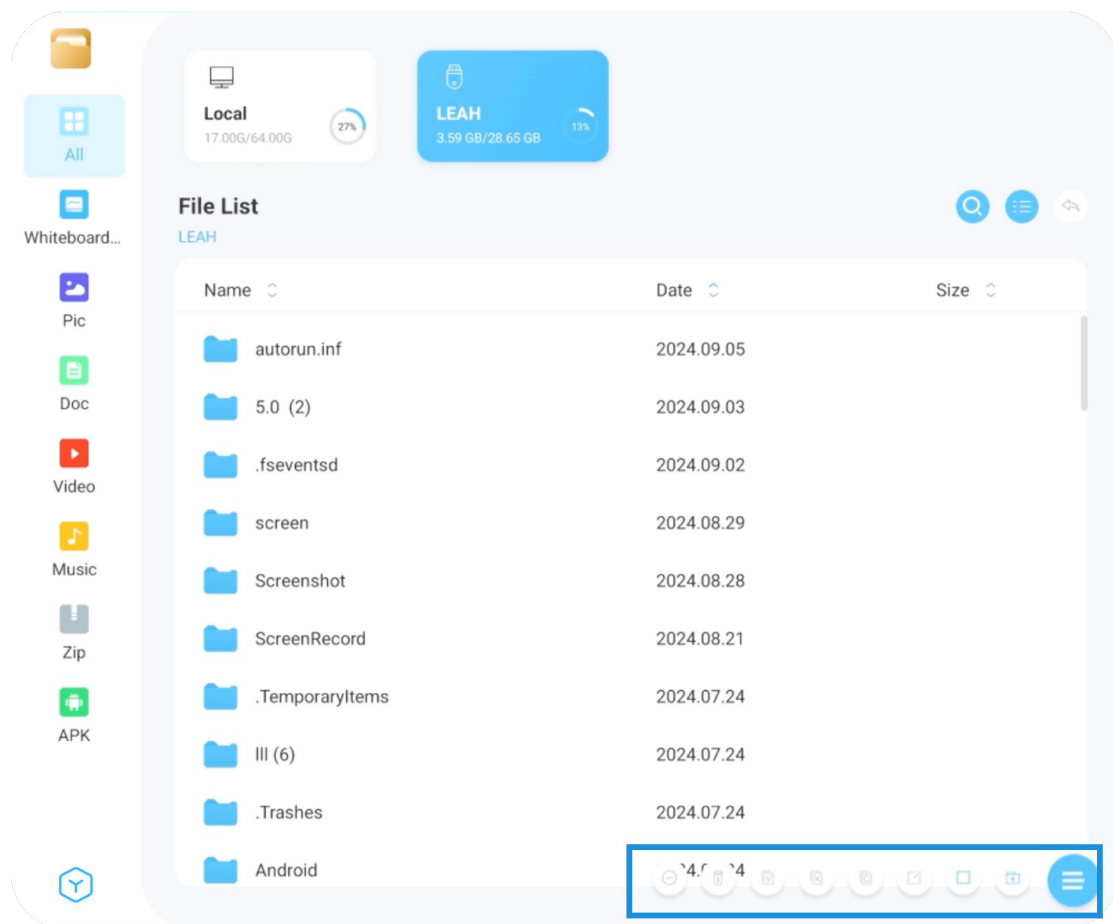 Local
17.00G/64.00G
27%
LEAH
3.59 GB/28.65 GB
13%
All
Whiteboard...
Pic
Doc
Video
Music
Zip
APK
File List
LEAH
Name Date Size
autorun.inf 2024.09.05
5.0 (2) 2024.09.03
.fseventsd 2024.09.02
screen 2024.08.29
Screenshot 2024.08.28
ScreenRecord 2024.08.21
.TemporaryItems 2024.07.24
lll (6) 2024.07.24
.Trashes 2024.07.24
Android